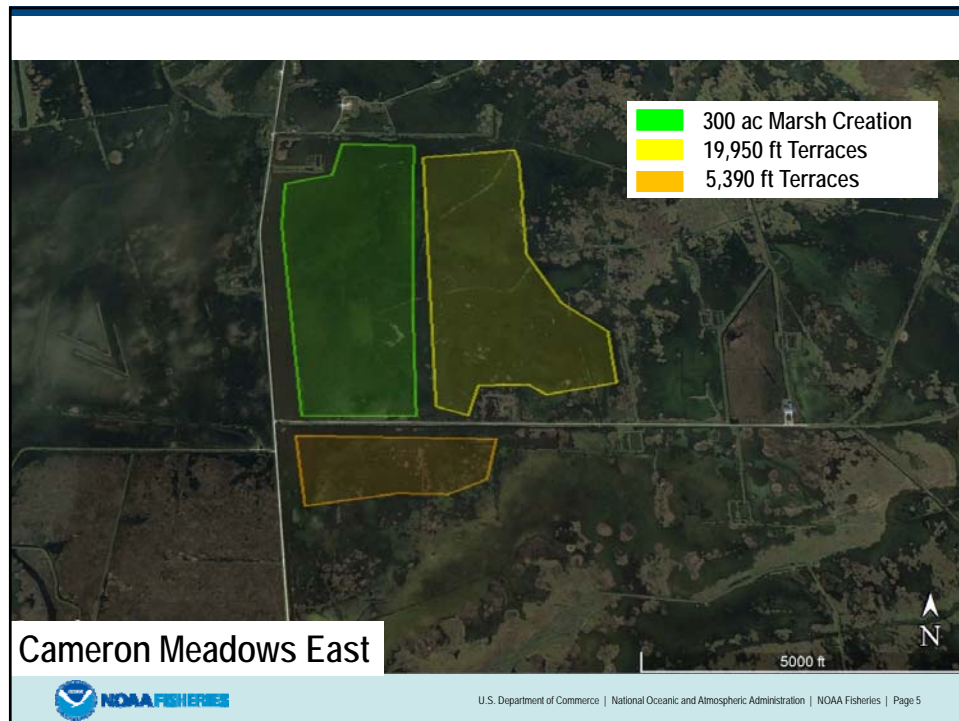 300 ac Marsh Creation
19,950 ft Terraces
5,390 ft Terraces
N
5000 ft
Cameron Meadows East
NOAA FISHERIES
U.S. Department of Commerce | National Oceanic and Atmospheric Administration | NOAA Fisheries | Page 5